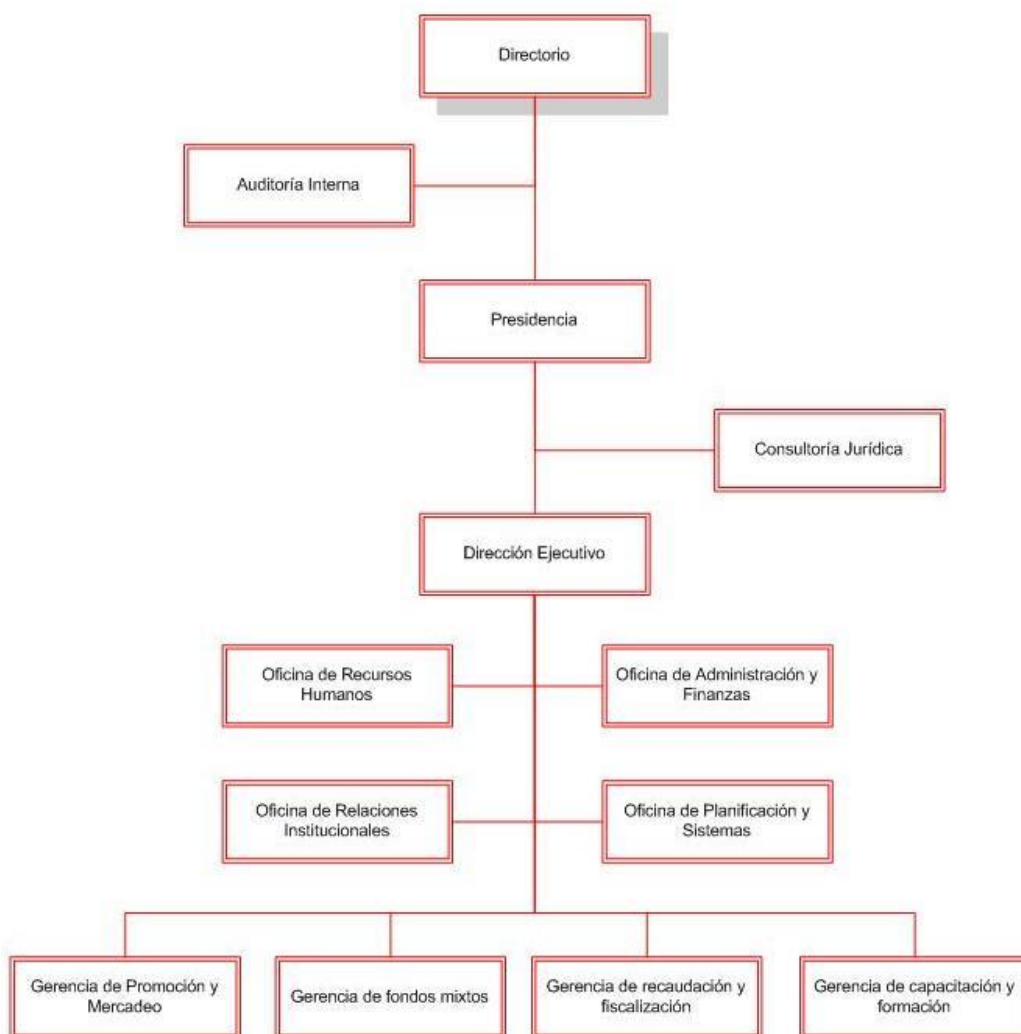 Directorio
Auditoría Interna
Presidencia
Consultoría Jurídica
Dirección Ejecutivo
Oficina de Recursos
Humanos
Oficina de Administración y
Finanzas
Oficina de Relaciones
Institucionales
Oficina de Planificación y
Sistemas
Gerencia de Promoción y
Mercadeo
Gerencia de fondos mixtos
Gerencia de recaudación y
fiscalización
Gerencia de capacitación y
formación